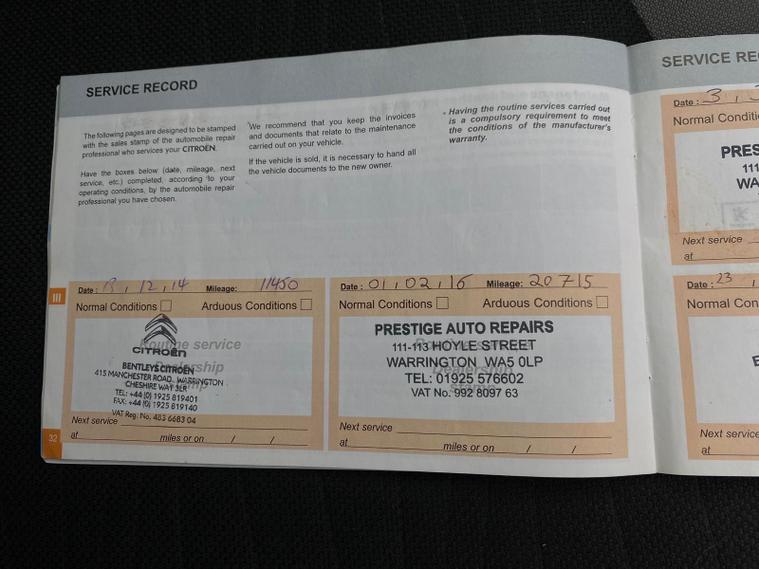 SERVICE RECORD
The following pages are designed to be stamped
with the sales stamp of the automobile repair
professional who services your CITROËN.
Have the boxes below (date, mileage, next
service, etc.) completed, according to your
operating conditions, by the automobile repair
professional you have chosen.
We recommend that you keep the invoices
and documents that relate to the maintenance
carried out on your vehicle.
If the vehicle is sold, it is necessary to hand all
the vehicle documents to the new owner.
Having the routine services carried out
is a compulsory requirement to meet
the conditions of the manufacturer's
warranty.
III
Date: 12, 14 Mileage: 11450
Normal Conditions Arduous Conditions
Routine service
Dealership
stamp
CITROËN
BENTLEYS CITROËN
415 MANCHESTER ROAD, WARRINGTON
CHESHIRE WA1 3LR
TEL: +44 (0) 1925 819401
FAX: +44 (0) 1925 819140
VAT Reg: No. 483 6683 04
Next service
at miles or on / /
32
Date: 01, 02, 16 Mileage: 20715
Normal Conditions Arduous Conditions
PRESTIGE AUTO REPAIRS
111-113 HOYLE STREET
WARRINGTON WA5 0LP
TEL: 01925 576602
VAT No. 992 8097 63
Dealership
Next service
at miles or on / /
SERVICE RE
Date: 3,
Normal Conditi
PRES
111
WA
K
Next service
at
Date: 23
Normal Con
Next service
at